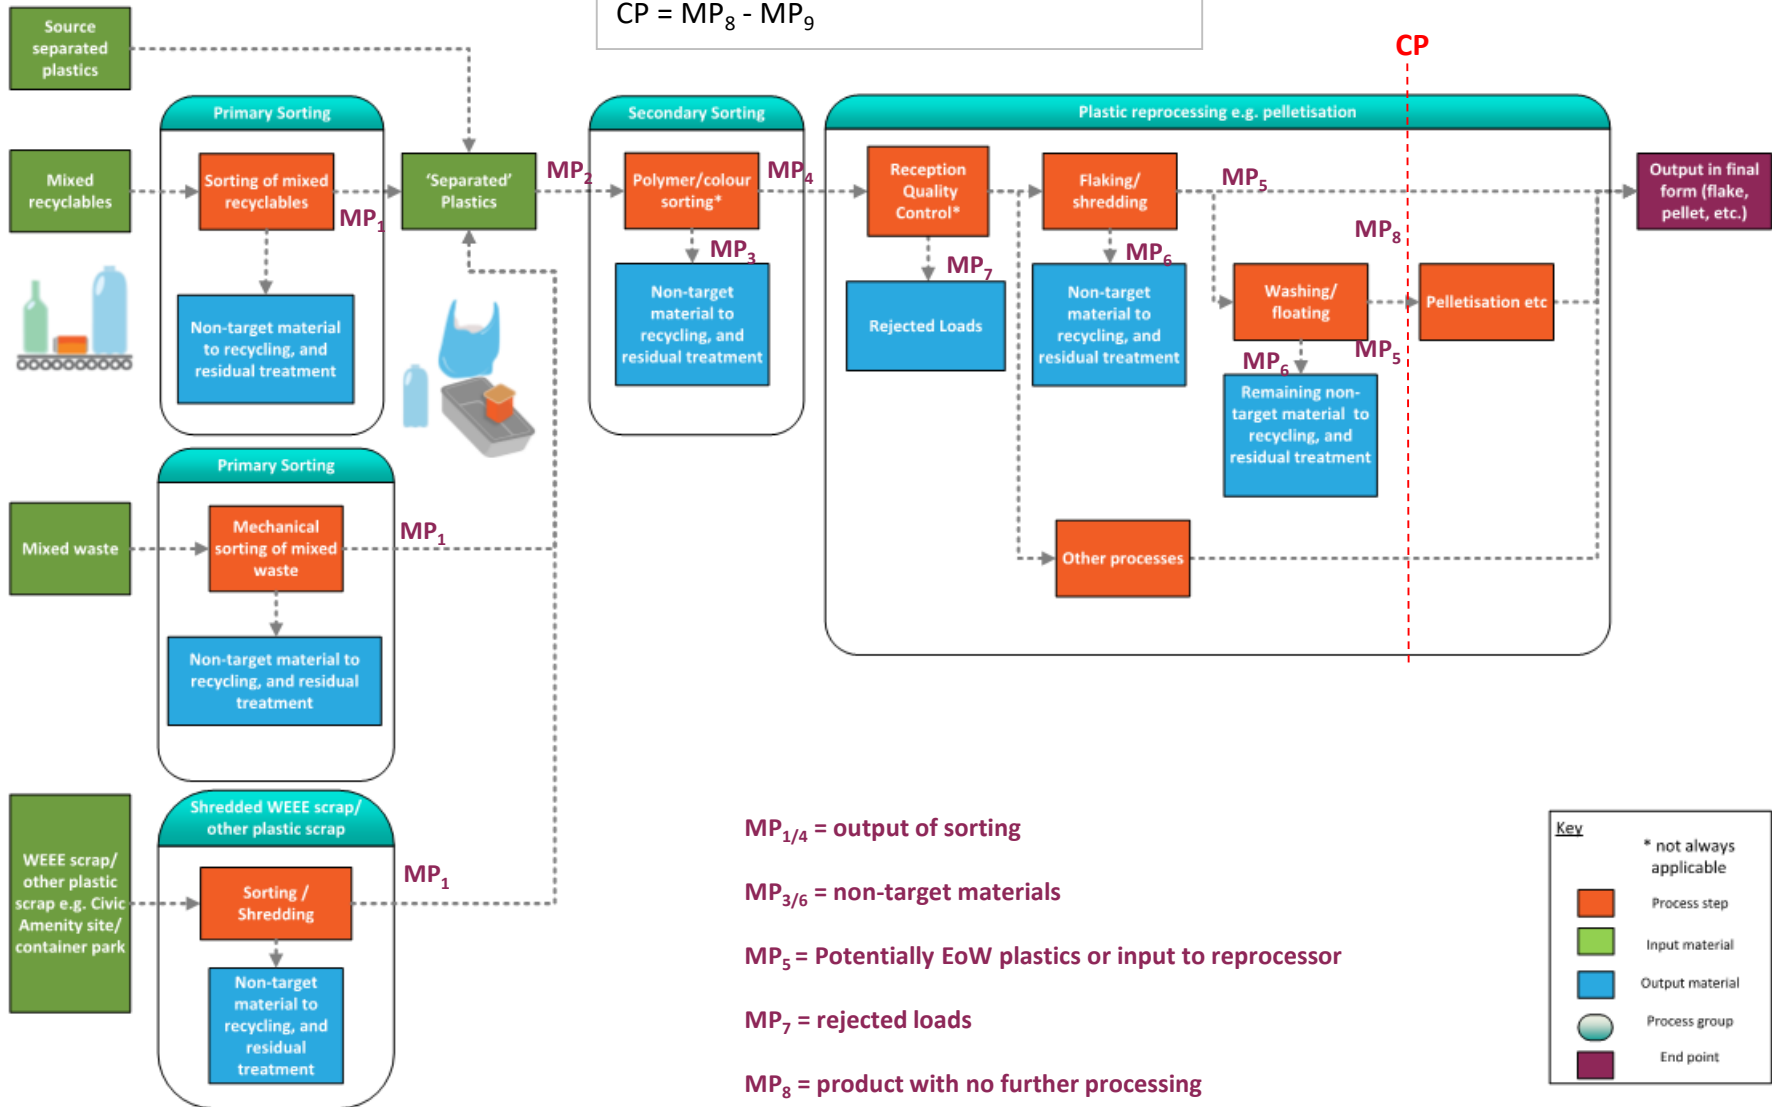 CP = MP8 - MP9
CP
Source
separated
plastics
Primary Sorting
Secondary Sorting
Plastic reprocessing e.g. pelletisation
Mixed
recyclables
Sorting of mixed
recyclables
MP1
'Separated'
Plastics
MP2
Polymer/colour
sorting*
MP4
MP3
Reception
Quality
Control*
MP7
Flaking/
shredding
MP5
MP6
MP8
Output in final
form (flake,
pellet, etc.)
Non-target material
to recycling, and
residual treatment
Non-target
material to
recycling, and
residual treatment
Rejected Loads
Non-target
material to
recycling, and
residual treatment
Washing/
floating
Pelletisation etc
MP6
MP5
Remaining non-
target material to
recycling, and
residual treatment
Primary Sorting
Mixed waste
Mechanical
sorting of mixed
waste
MP1
Other processes
Non-target material to
recycling, and residual
treatment
Shredded WEEE scrap/
other plastic scrap
WEEE scrap/
other plastic
scrap e.g. Civic
Amenity site/
container park
Sorting /
Shredding
MP1
Non-target
material to
recycling, and
residual
treatment
MP1/4 = output of sorting
MP3/6 = non-target materials
MP5 = Potentially EoW plastics or input to reprocessor
MP7 = rejected loads
MP8 = product with no further processing
Key
* not always
applicable
Process step
Input material
Output material
Process group
End point